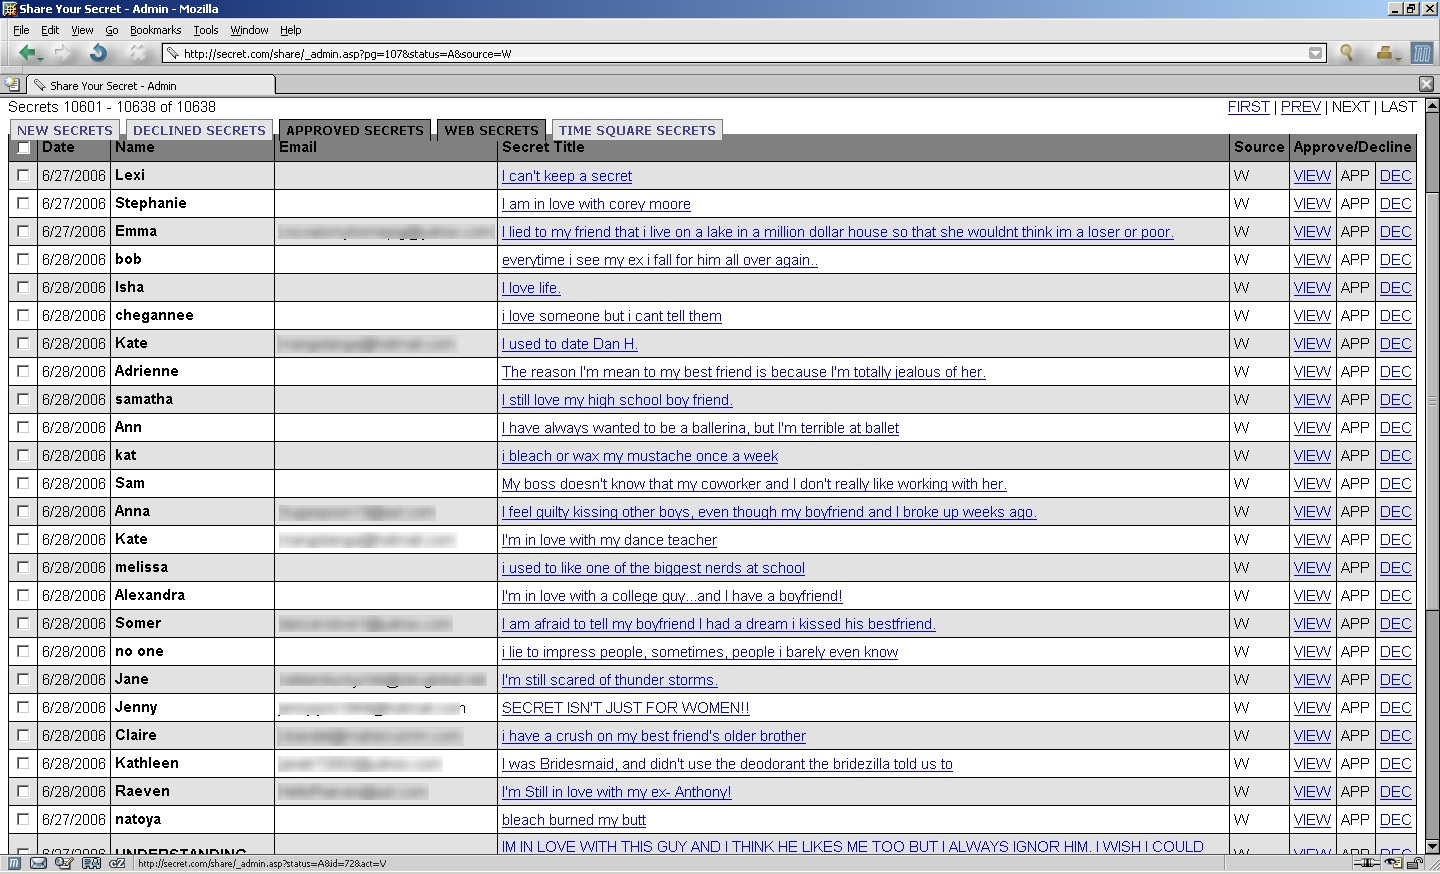 Share Your Secret - Admin - Mozilla
File Edit View Go Bookmarks Tools Window Help
http://secret.com/share/_admin.asp?pg=107&status=A&source=W
Share Your Secret - Admin
Secrets 10601 - 10638 of 10638 FIRST | PREV | NEXT | LAST
NEW SECRETS DECLINED SECRETS APPROVED SECRETS WEB SECRETS TIME SQUARE SECRETS
Date Name Email Secret Title Source Approve/Decline
6/27/2006 Lexi I can't keep a secret W VIEW APP DEC
6/27/2006 Stephanie I am in love with corey moore W VIEW APP DEC
6/27/2006 Emma I lied to my friend that i live on a lake in a million dollar house so that she wouldnt think im a loser or poor. W VIEW APP DEC
6/28/2006 bob everytime i see my ex i fall for him all over again.. W VIEW APP DEC
6/28/2006 Isha I love life. W VIEW APP DEC
6/28/2006 chegannee i love someone but i cant tell them W VIEW APP DEC
6/28/2006 Kate I used to date Dan H. W VIEW APP DEC
6/28/2006 Adrienne The reason I'm mean to my best friend is because I'm totally jealous of her. W VIEW APP DEC
6/28/2006 samatha I still love my high school boy friend. W VIEW APP DEC
6/28/2006 Ann I have always wanted to be a ballerina, but I'm terrible at ballet W VIEW APP DEC
6/28/2006 kat i bleach or wax my mustache once a week W VIEW APP DEC
6/28/2006 Sam My boss doesn't know that my coworker and I don't really like working with her. W VIEW APP DEC
6/28/2006 Anna I feel guilty kissing other boys, even though my boyfriend and I broke up weeks ago. W VIEW APP DEC
6/28/2006 Kate I'm in love with my dance teacher W VIEW APP DEC
6/28/2006 melissa i used to like one of the biggest nerds at school W VIEW APP DEC
6/28/2006 Alexandra I'm in love with a college guy...and I have a boyfriend! W VIEW APP DEC
6/28/2006 Somer I am afraid to tell my boyfriend I had a dream i kissed his bestfriend. W VIEW APP DEC
6/28/2006 no one i lie to impress people, sometimes, people i barely even know W VIEW APP DEC
6/28/2006 Jane I'm still scared of thunder storms. W VIEW APP DEC
6/28/2006 Jenny SECRET ISN'T JUST FOR WOMEN!! W VIEW APP DEC
6/28/2006 Claire i have a crush on my best friend's older brother W VIEW APP DEC
6/28/2006 Kathleen I was Bridesmaid, and didn't use the deodorant the bridezilla told us to W VIEW APP DEC
6/28/2006 Raeven I'm Still in love with my ex- Anthony! W VIEW APP DEC
6/27/2006 natoya bleach burned my butt W VIEW APP DEC
6/27/2006 UNDERSTANDING IM IN LOVE WITH THIS GUY AND I THINK HE LIKES ME TOO BUT I ALWAYS IGNOR HIM. I WISH I COULD W VIEW APP DEC
http://secret.com/share/_admin.asp?status=A&id=72&act=V